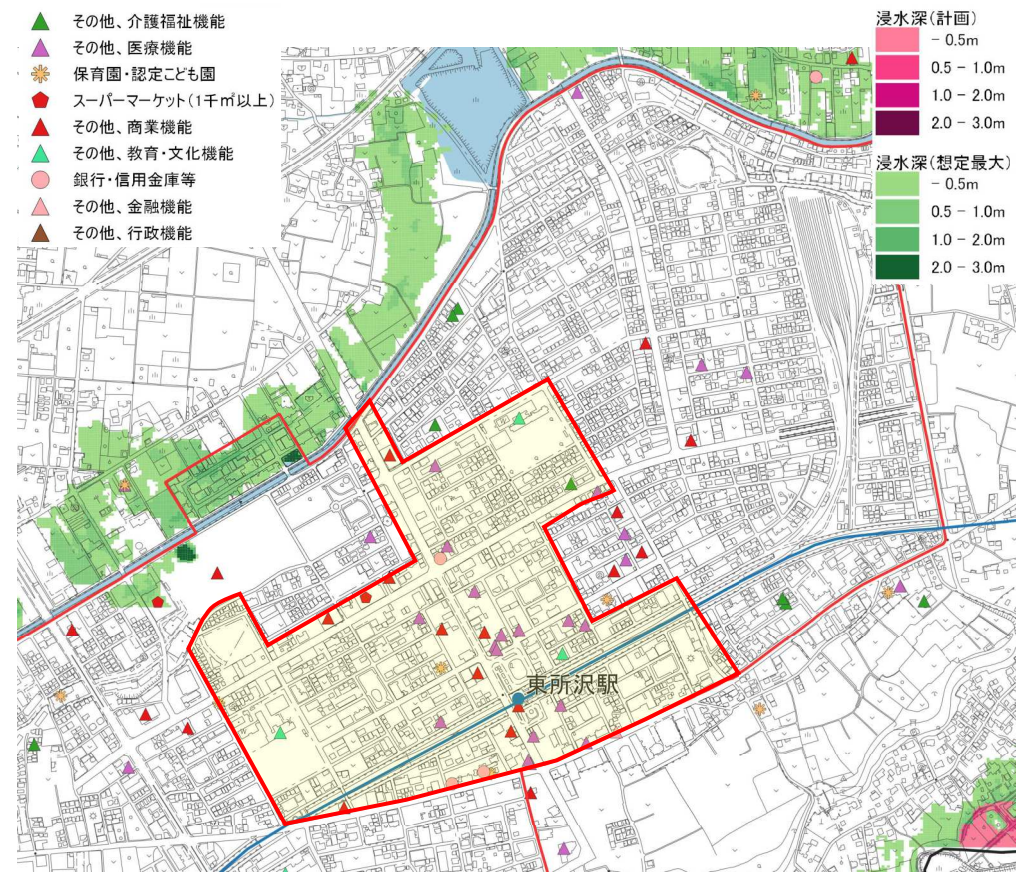 その他、介護福祉機能
その他、医療機能
保育園・認定こども園
スーパーマーケット(1千㎡以上)
その他、商業機能
その他、教育・文化機能
銀行・信用金庫等
その他、金融機能
その他、行政機能
浸水深(計画)
- 0.5m
0.5 - 1.0m
1.0 - 2.0m
2.0 - 3.0m
浸水深(想定最大)
- 0.5m
0.5 - 1.0m
1.0 - 2.0m
2.0 - 3.0m
東所沢駅